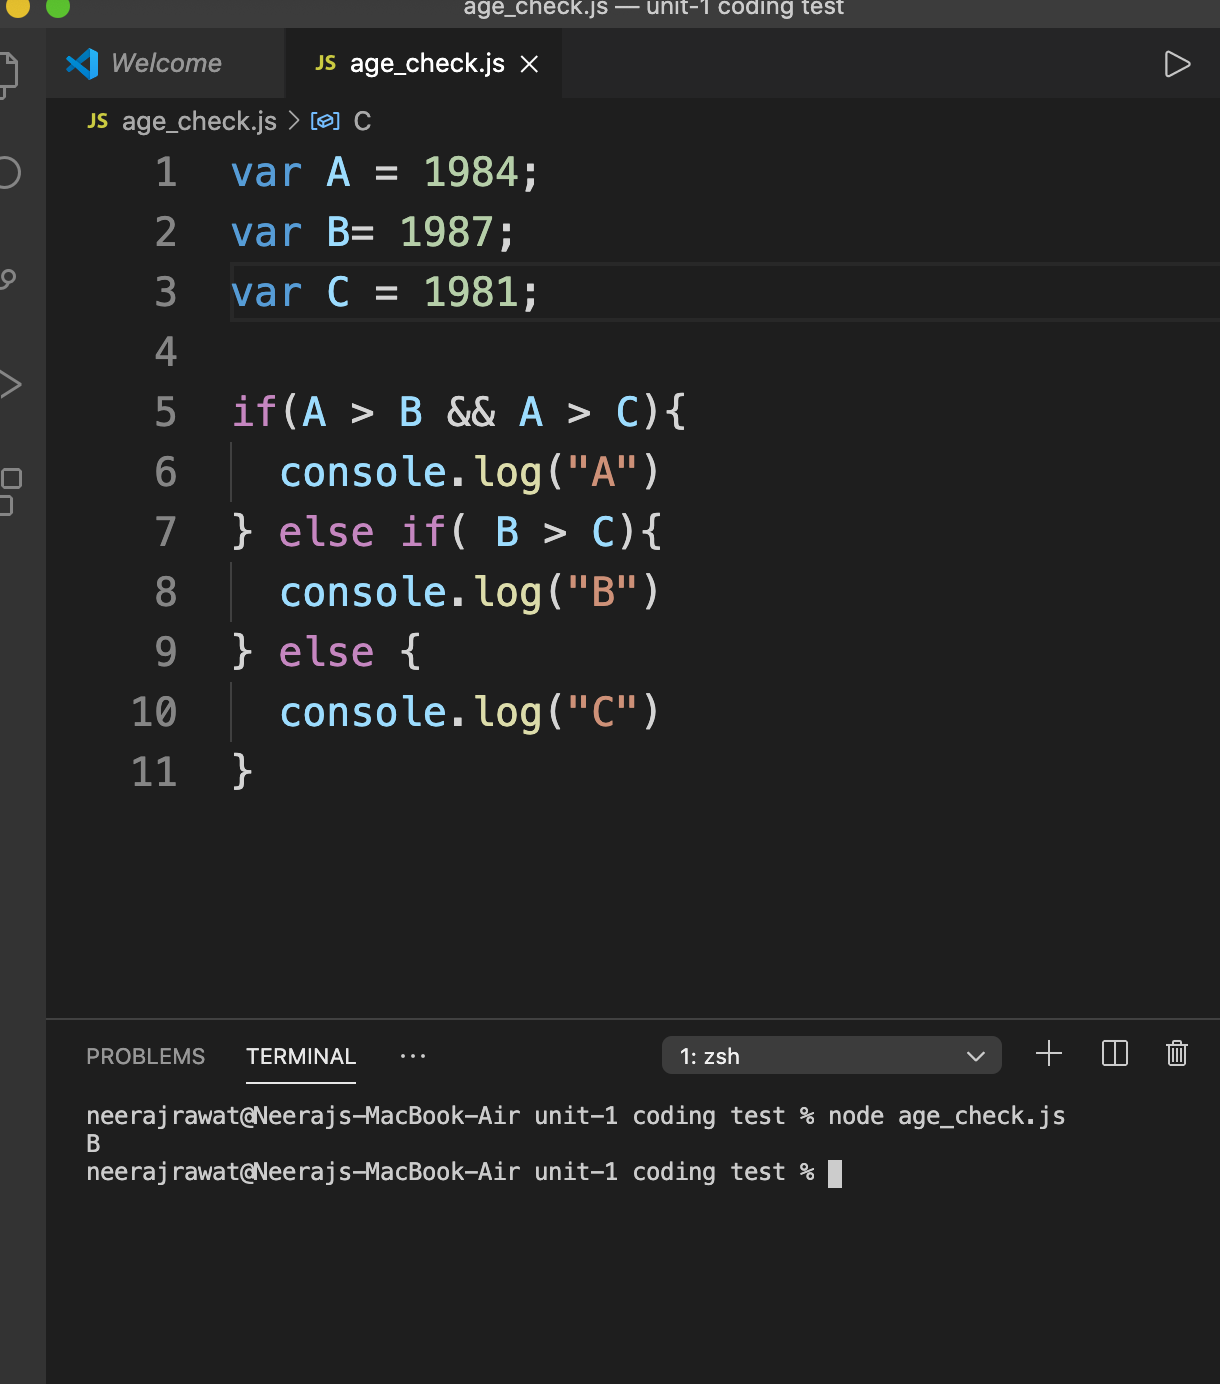 age_check.js — unit-1 coding test
Welcome
JS age_check.js
JS age_check.js > C
1 var A = 1984;
2 var B= 1987;
3 var C = 1981;
4
5 if(A > B && A > C){
6 console.log("A")
7 } else if( B > C){
8 console.log("B")
9 } else {
10 console.log("C")
11 }
PROBLEMS TERMINAL ··· 1: zsh
neerajrawat@Neerajs-MacBook-Air unit-1 coding test % node age_check.js
B
neerajrawat@Neerajs-MacBook-Air unit-1 coding test %